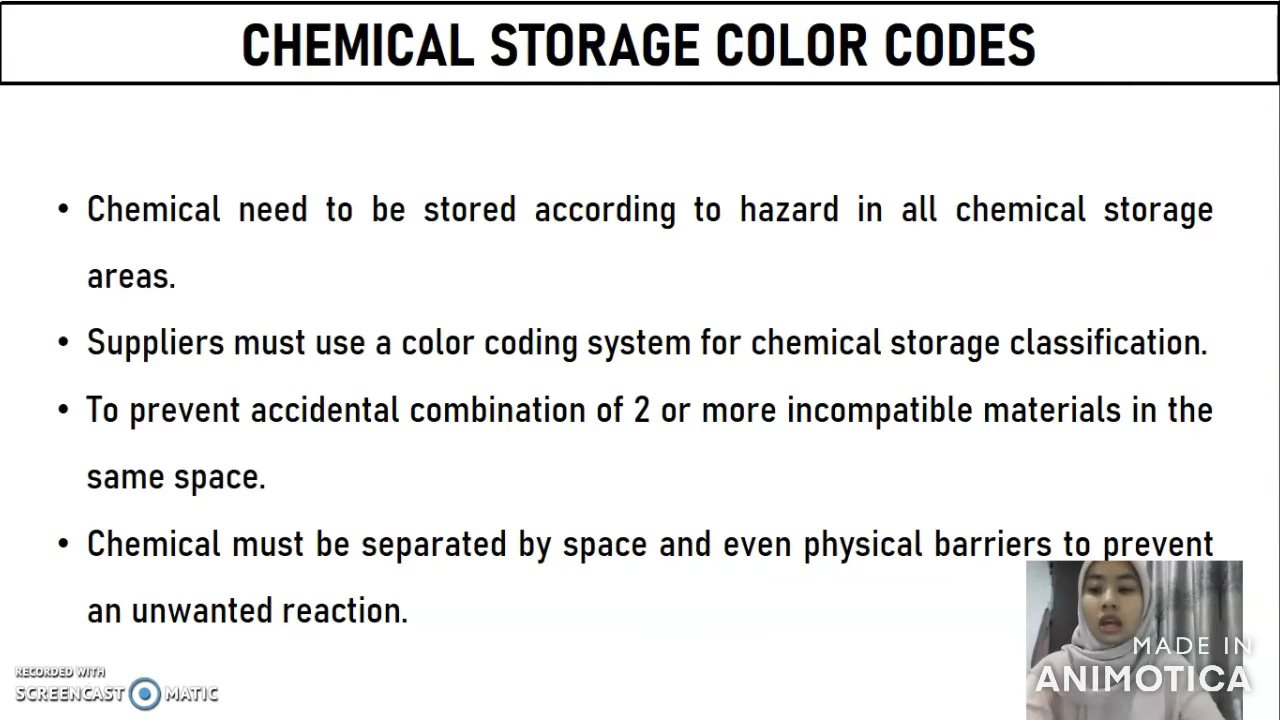 CHEMICAL STORAGE COLOR CODES
• Chemical need to be stored according to hazard in all chemical storage
areas.
• Suppliers must use a color coding system for chemical storage classification.
• To prevent accidental combination of 2 or more incompatible materials in the
same space.
• Chemical must be separated by space and even physical barriers to prevent
an unwanted reaction.
RECORDED WITH
SCREENCAST MATIC
MADE IN
ANIMOTICA